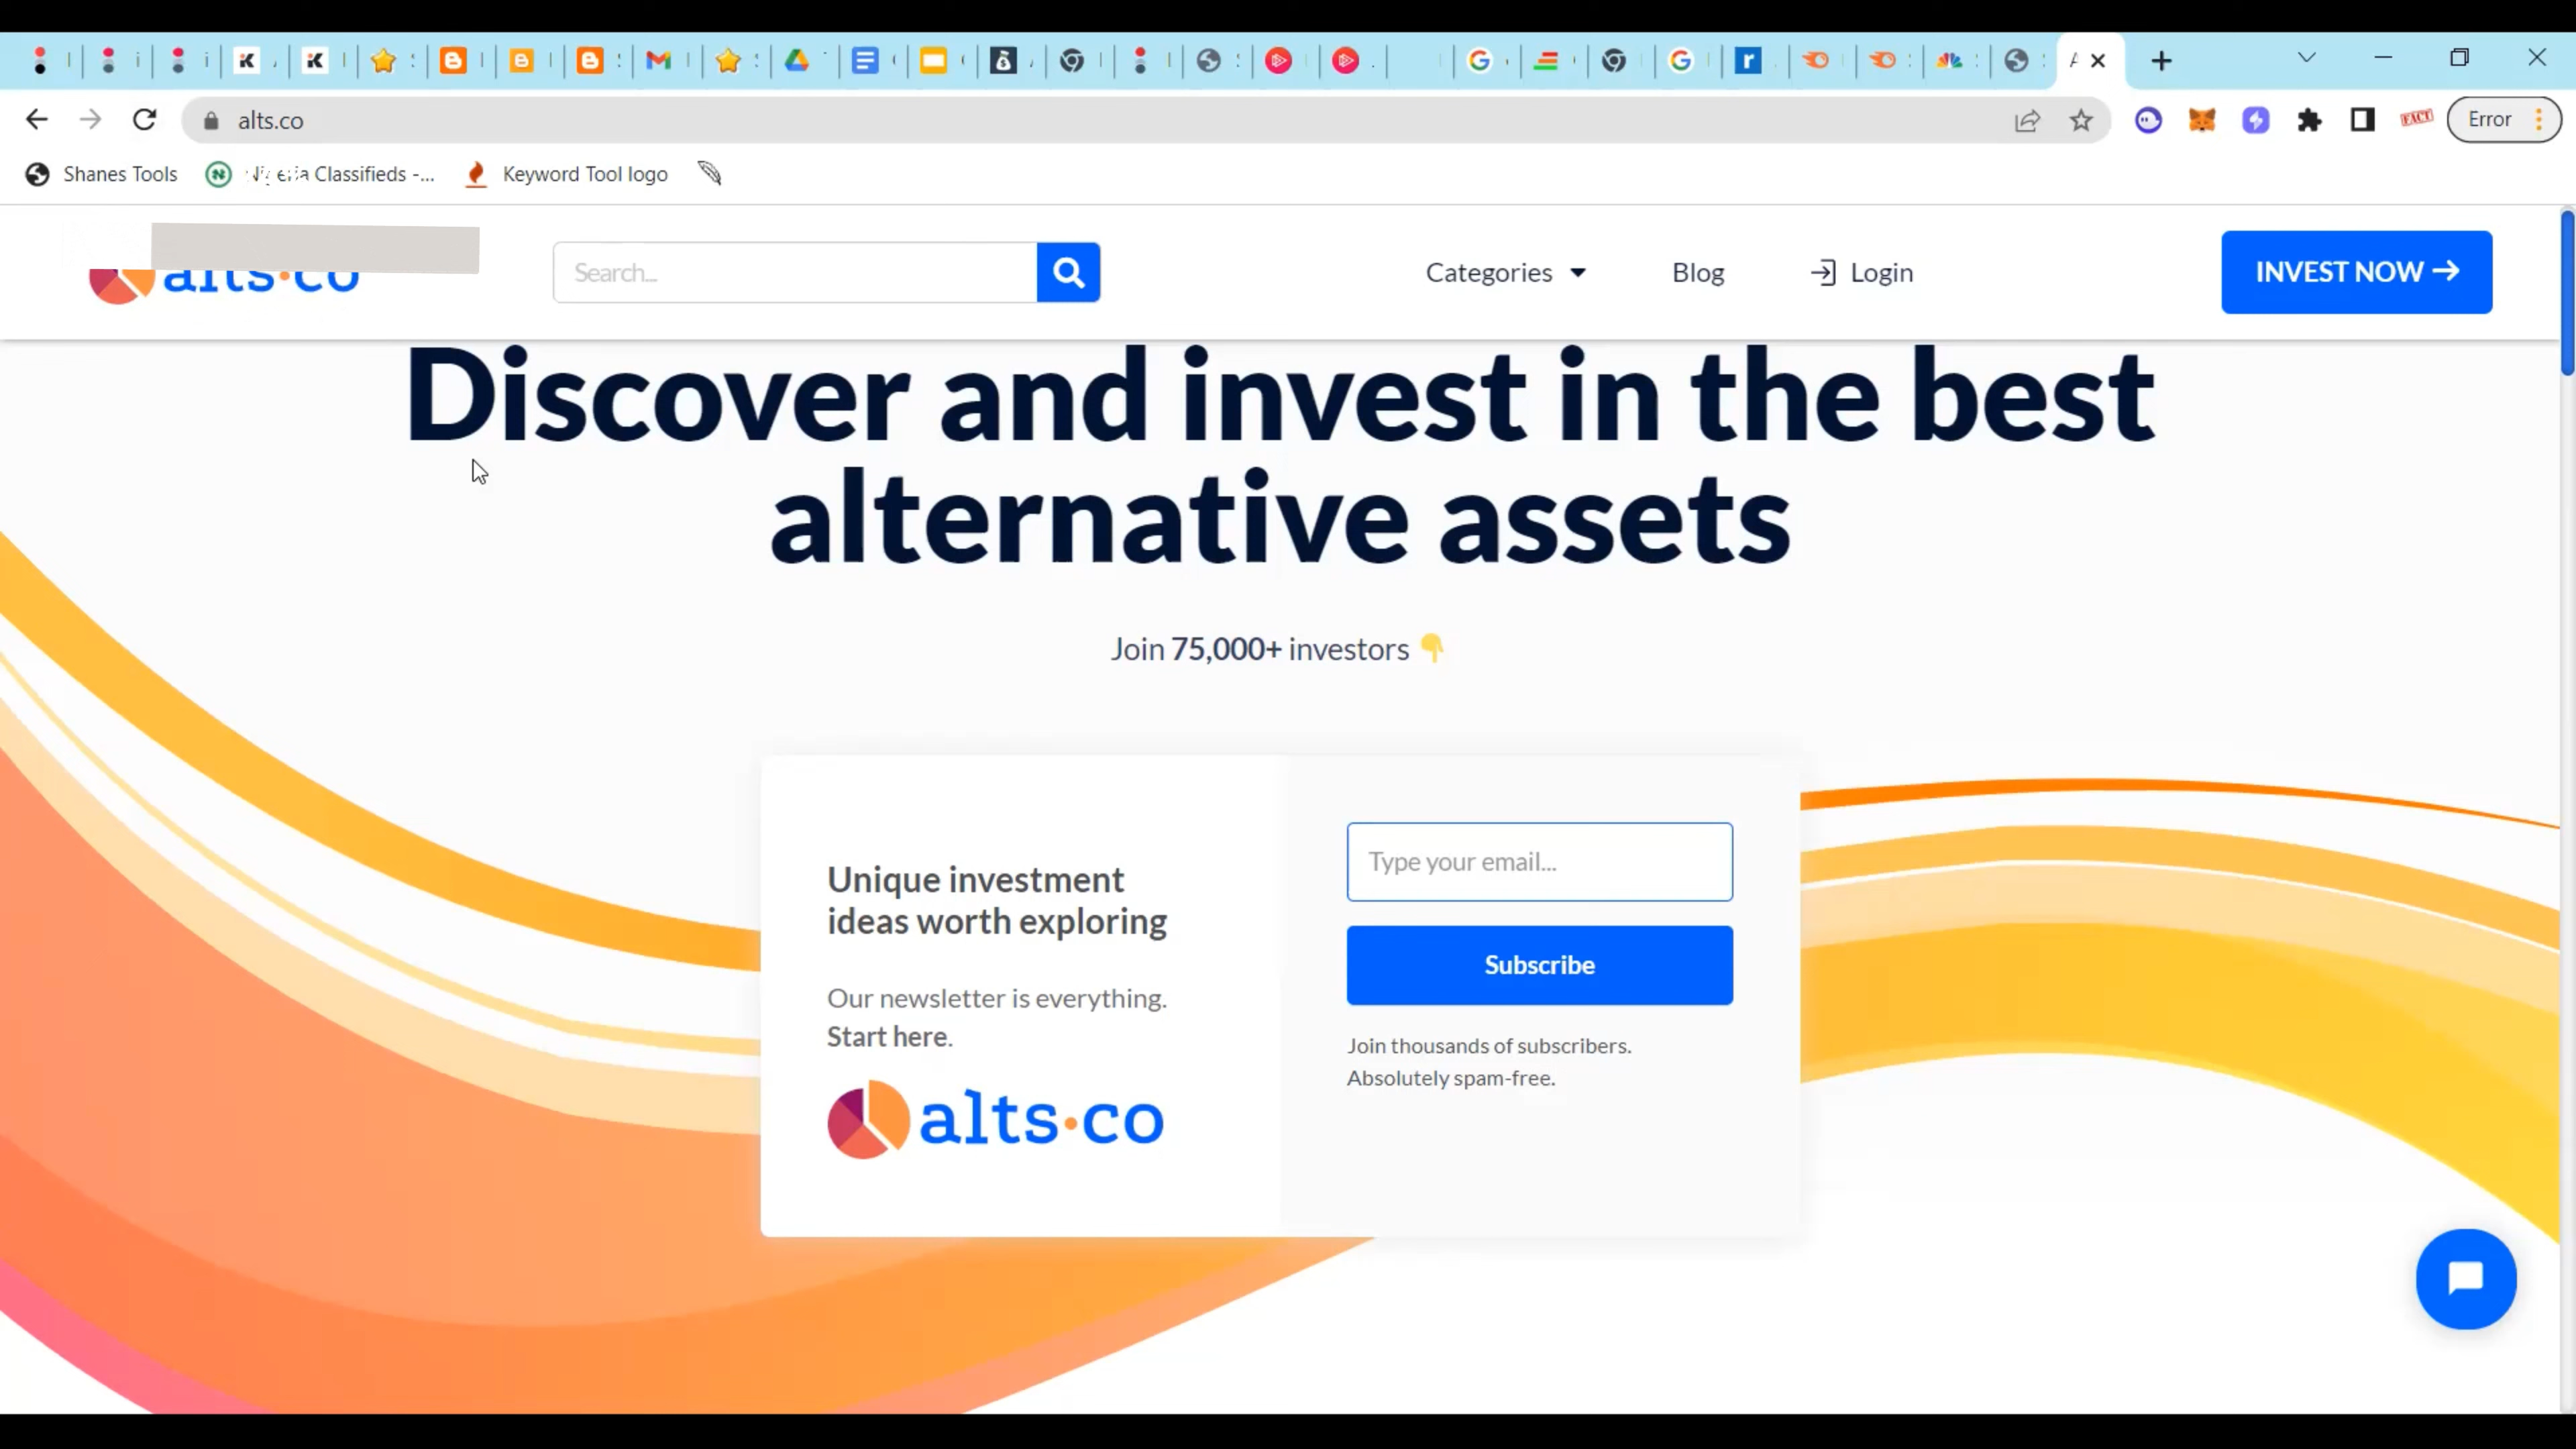 alts.co
Error
Shanes Tools
Classifieds -...
Keyword Tool logo
alts·co
Search...
Categories
Blog
Login
INVEST NOW
Discover and invest in the best
alternative assets
Join 75,000+ investors
Unique investment
ideas worth exploring
Our newsletter is everything.
Start here.
alts·co
Type your email...
Subscribe
Join thousands of subscribers.
Absolutely spam-free.